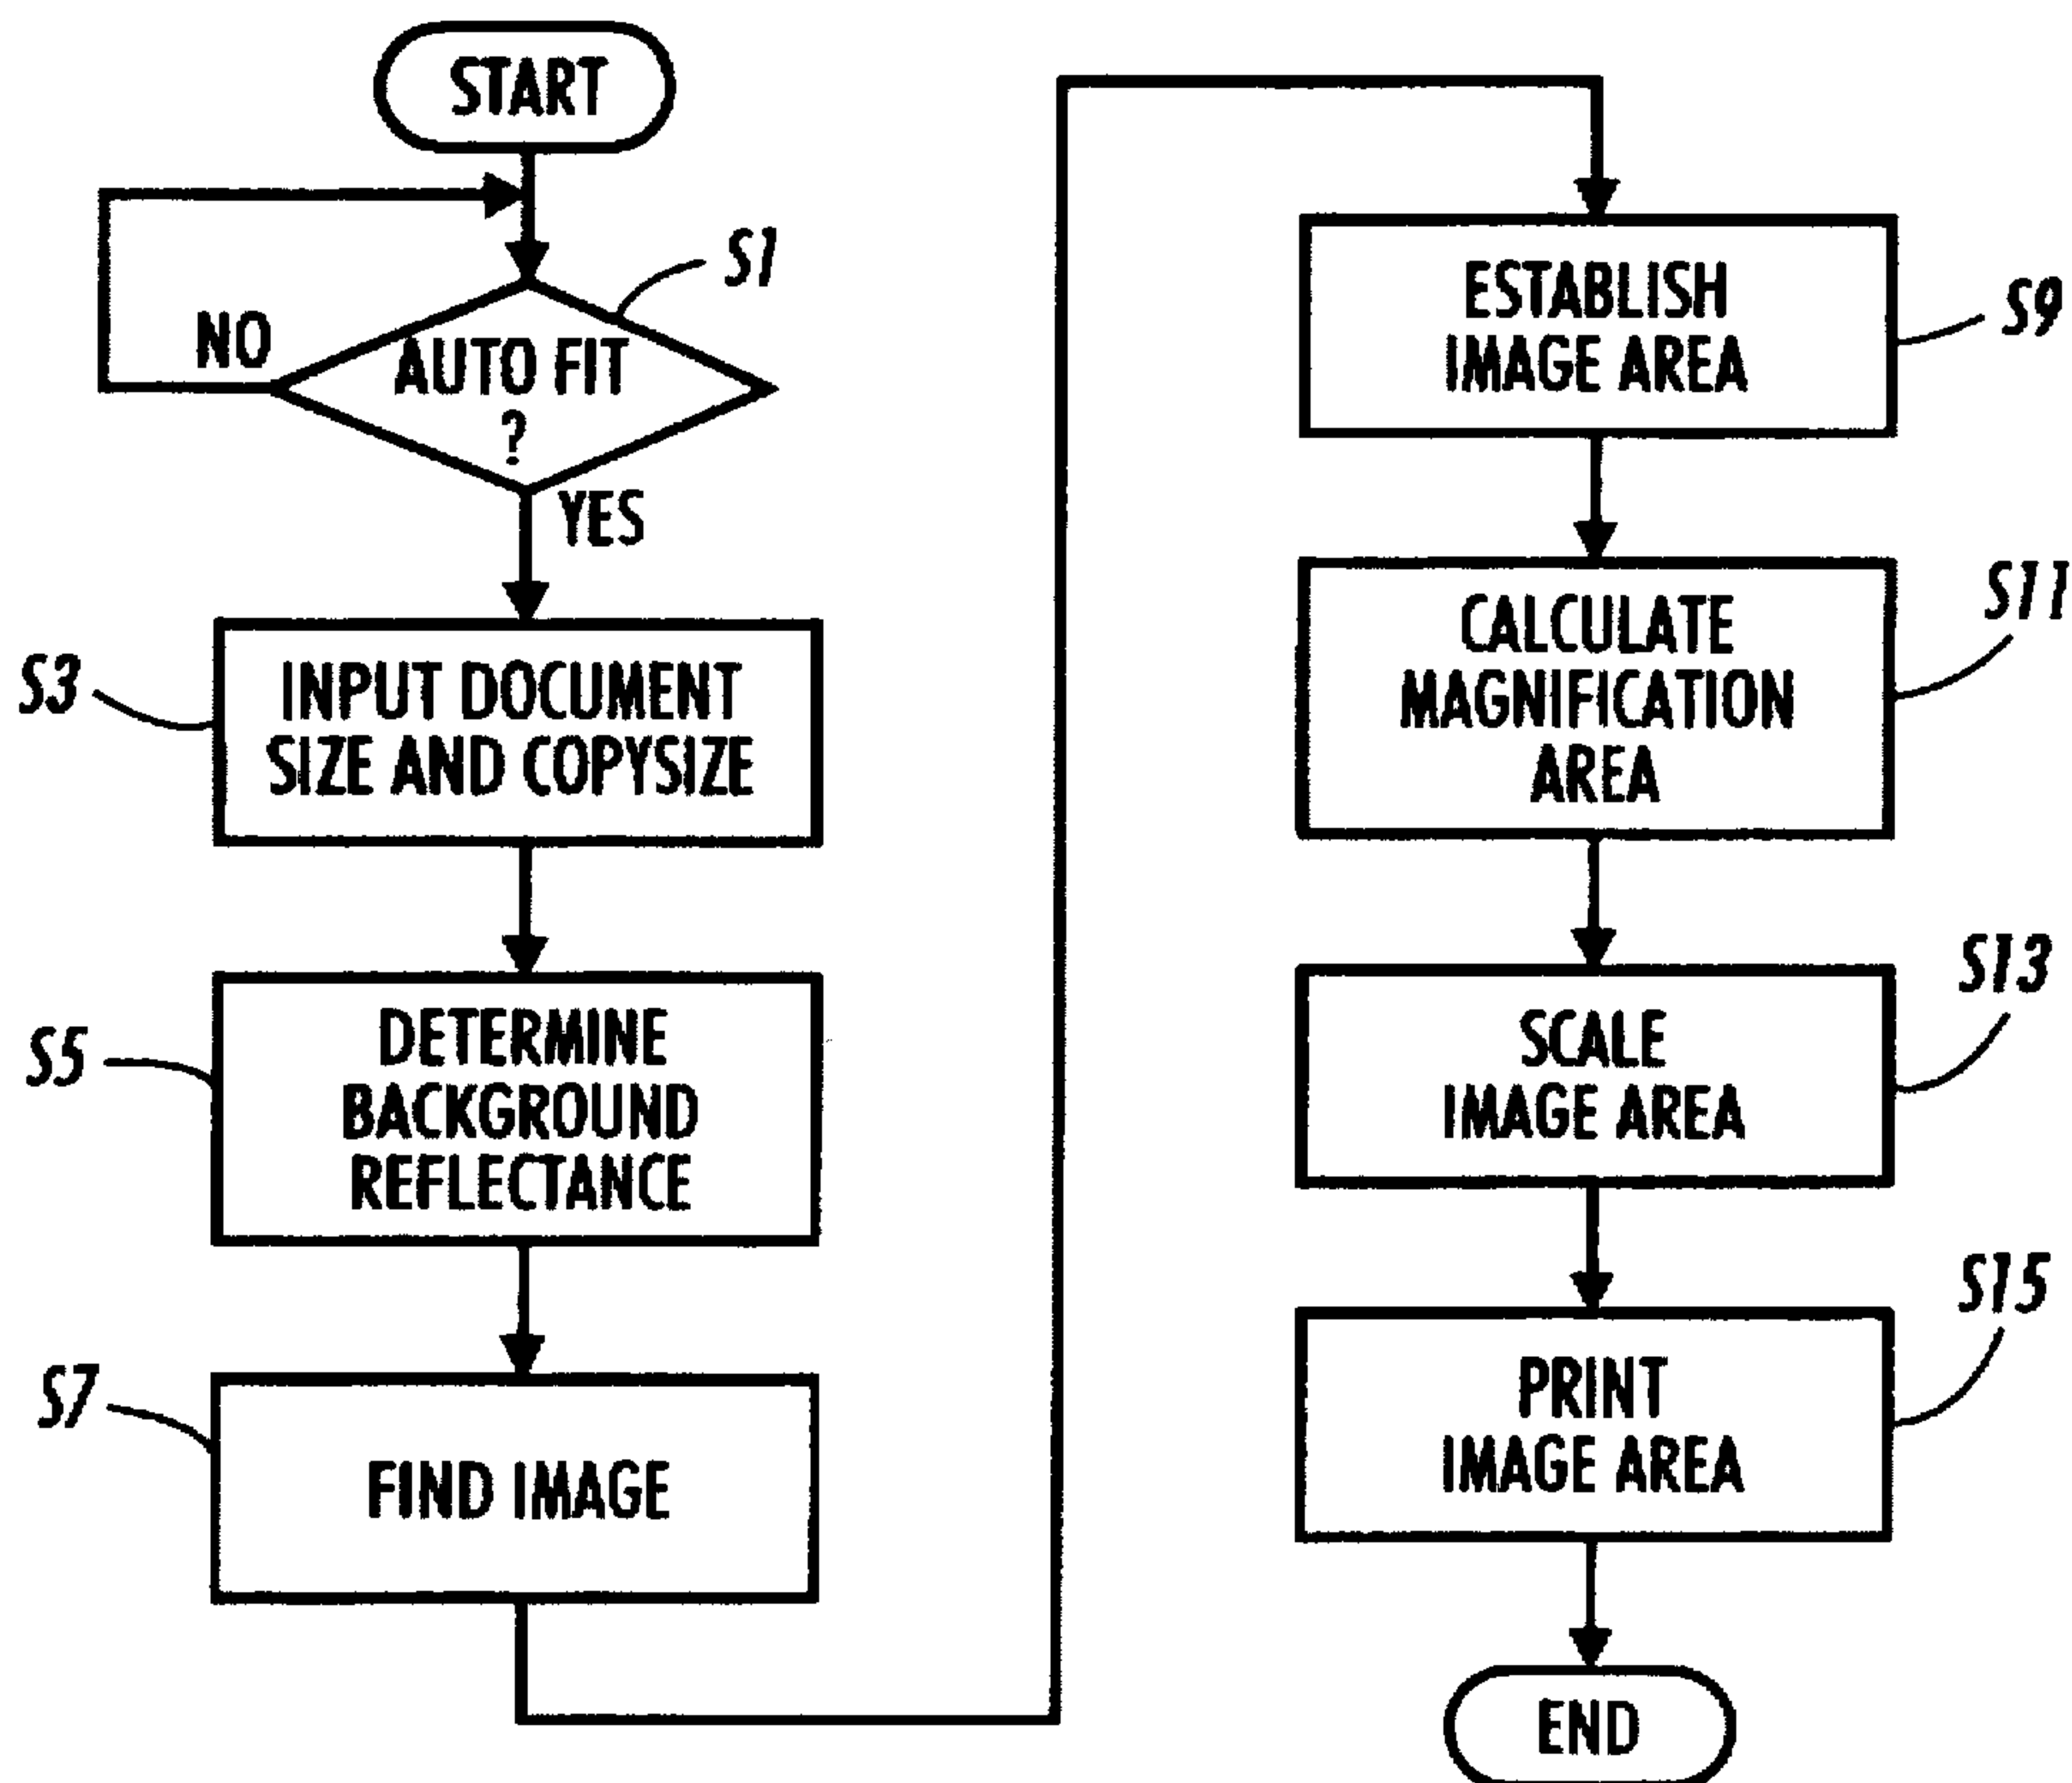 START
S1
NO
AUTO FIT
?
YES
S3
INPUT DOCUMENT
SIZE AND COPYSIZE
S5
DETERMINE
BACKGROUND
REFLECTANCE
S7
FIND IMAGE
ESTABLISH
IMAGE AREA
S9
CALCULATE
MAGNIFICATION
AREA
S11
SCALE
IMAGE AREA
S13
PRINT
IMAGE AREA
S15
END